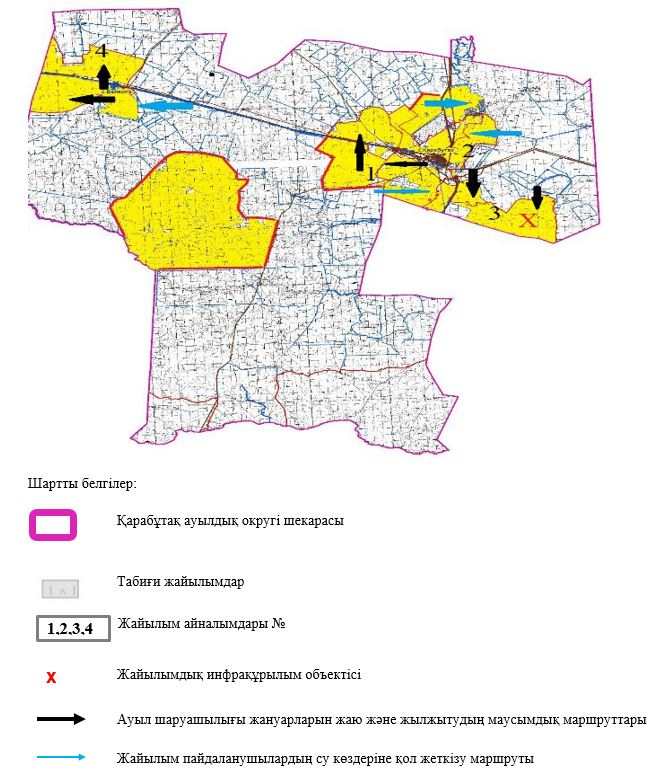 4
1
2
3
X
Шартты белгілер:
Қарабұтақ ауылдық округі шекарасы
Табиғи жайылымдар
1,2,3,4 Жайылым айналымдары №
х Жайылымдық инфрақұрылым объектісі
Ауыл шаруашылығы жануарларын жаю және жылжытудың маусымдық маршруттары
Жайылым пайдаланушылардың су көздеріне қол жеткізу маршруты